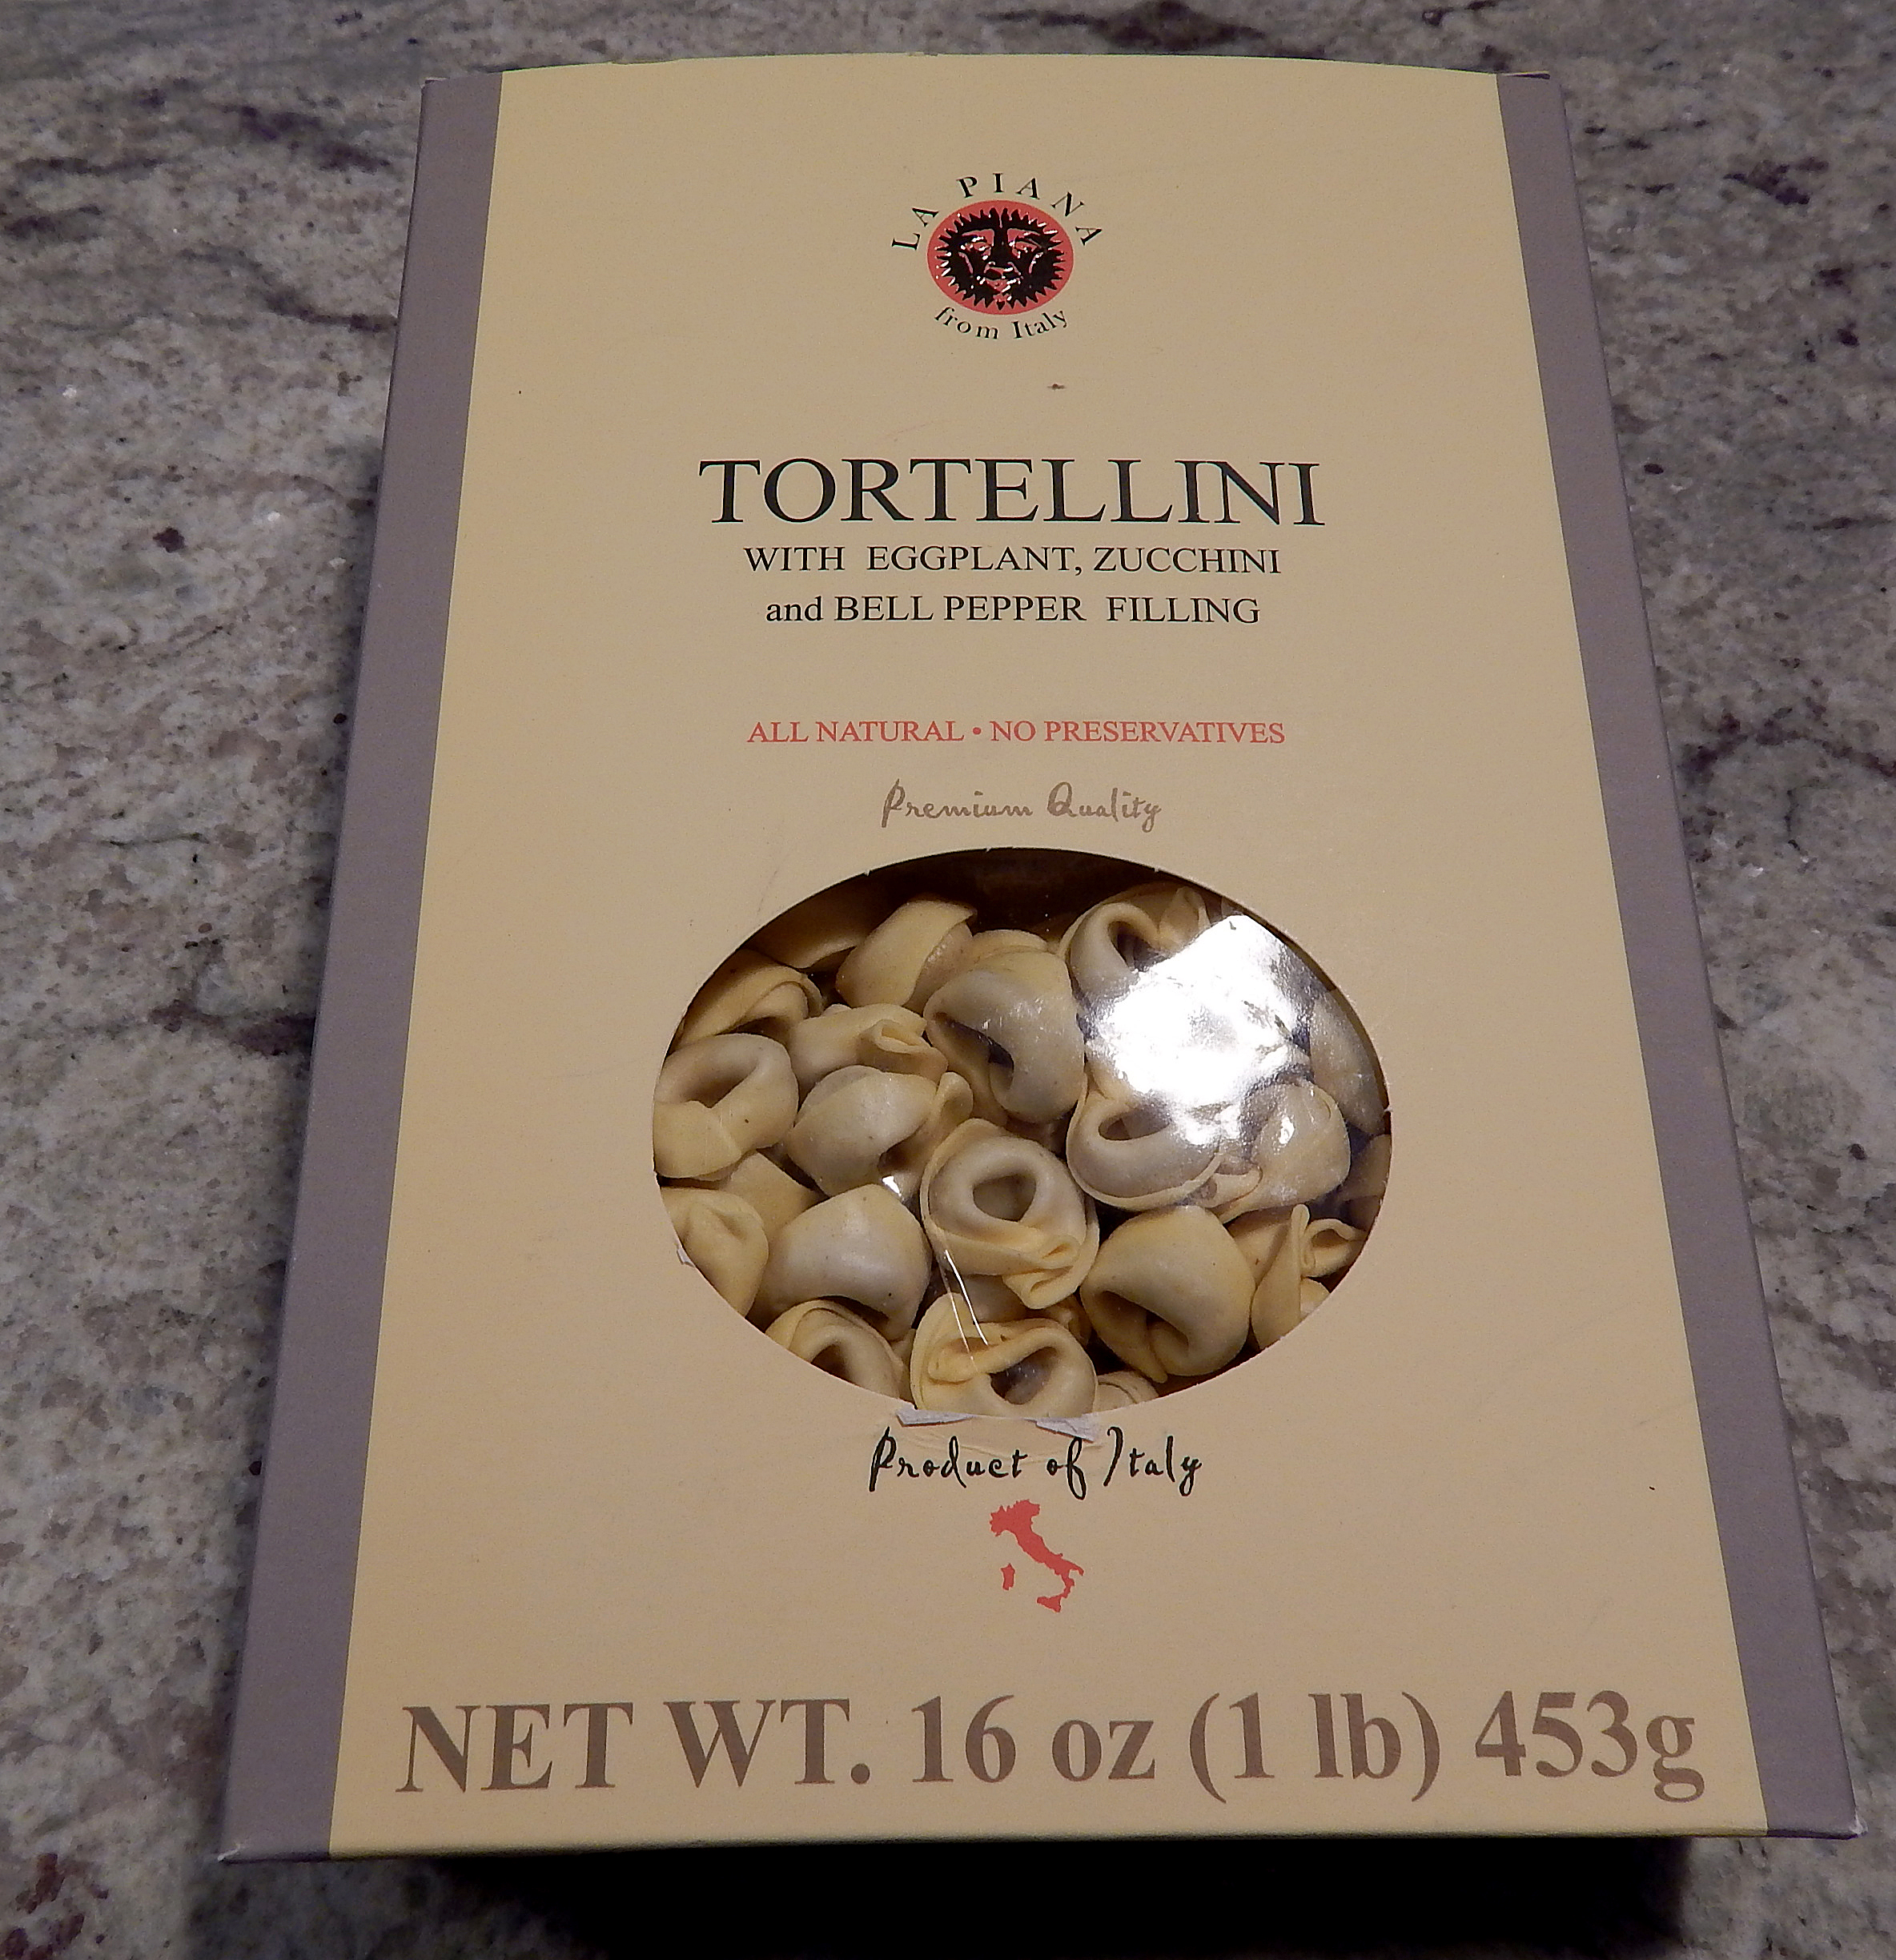 LA PIANA
from Italy
TORTELLINI
WITH EGGPLANT, ZUCCHINI
and BELL PEPPER FILLING
ALL NATURAL • NO PRESERVATIVES
Premium Quality
Product of Italy
NET WT. 16 oz (1 lb) 453g